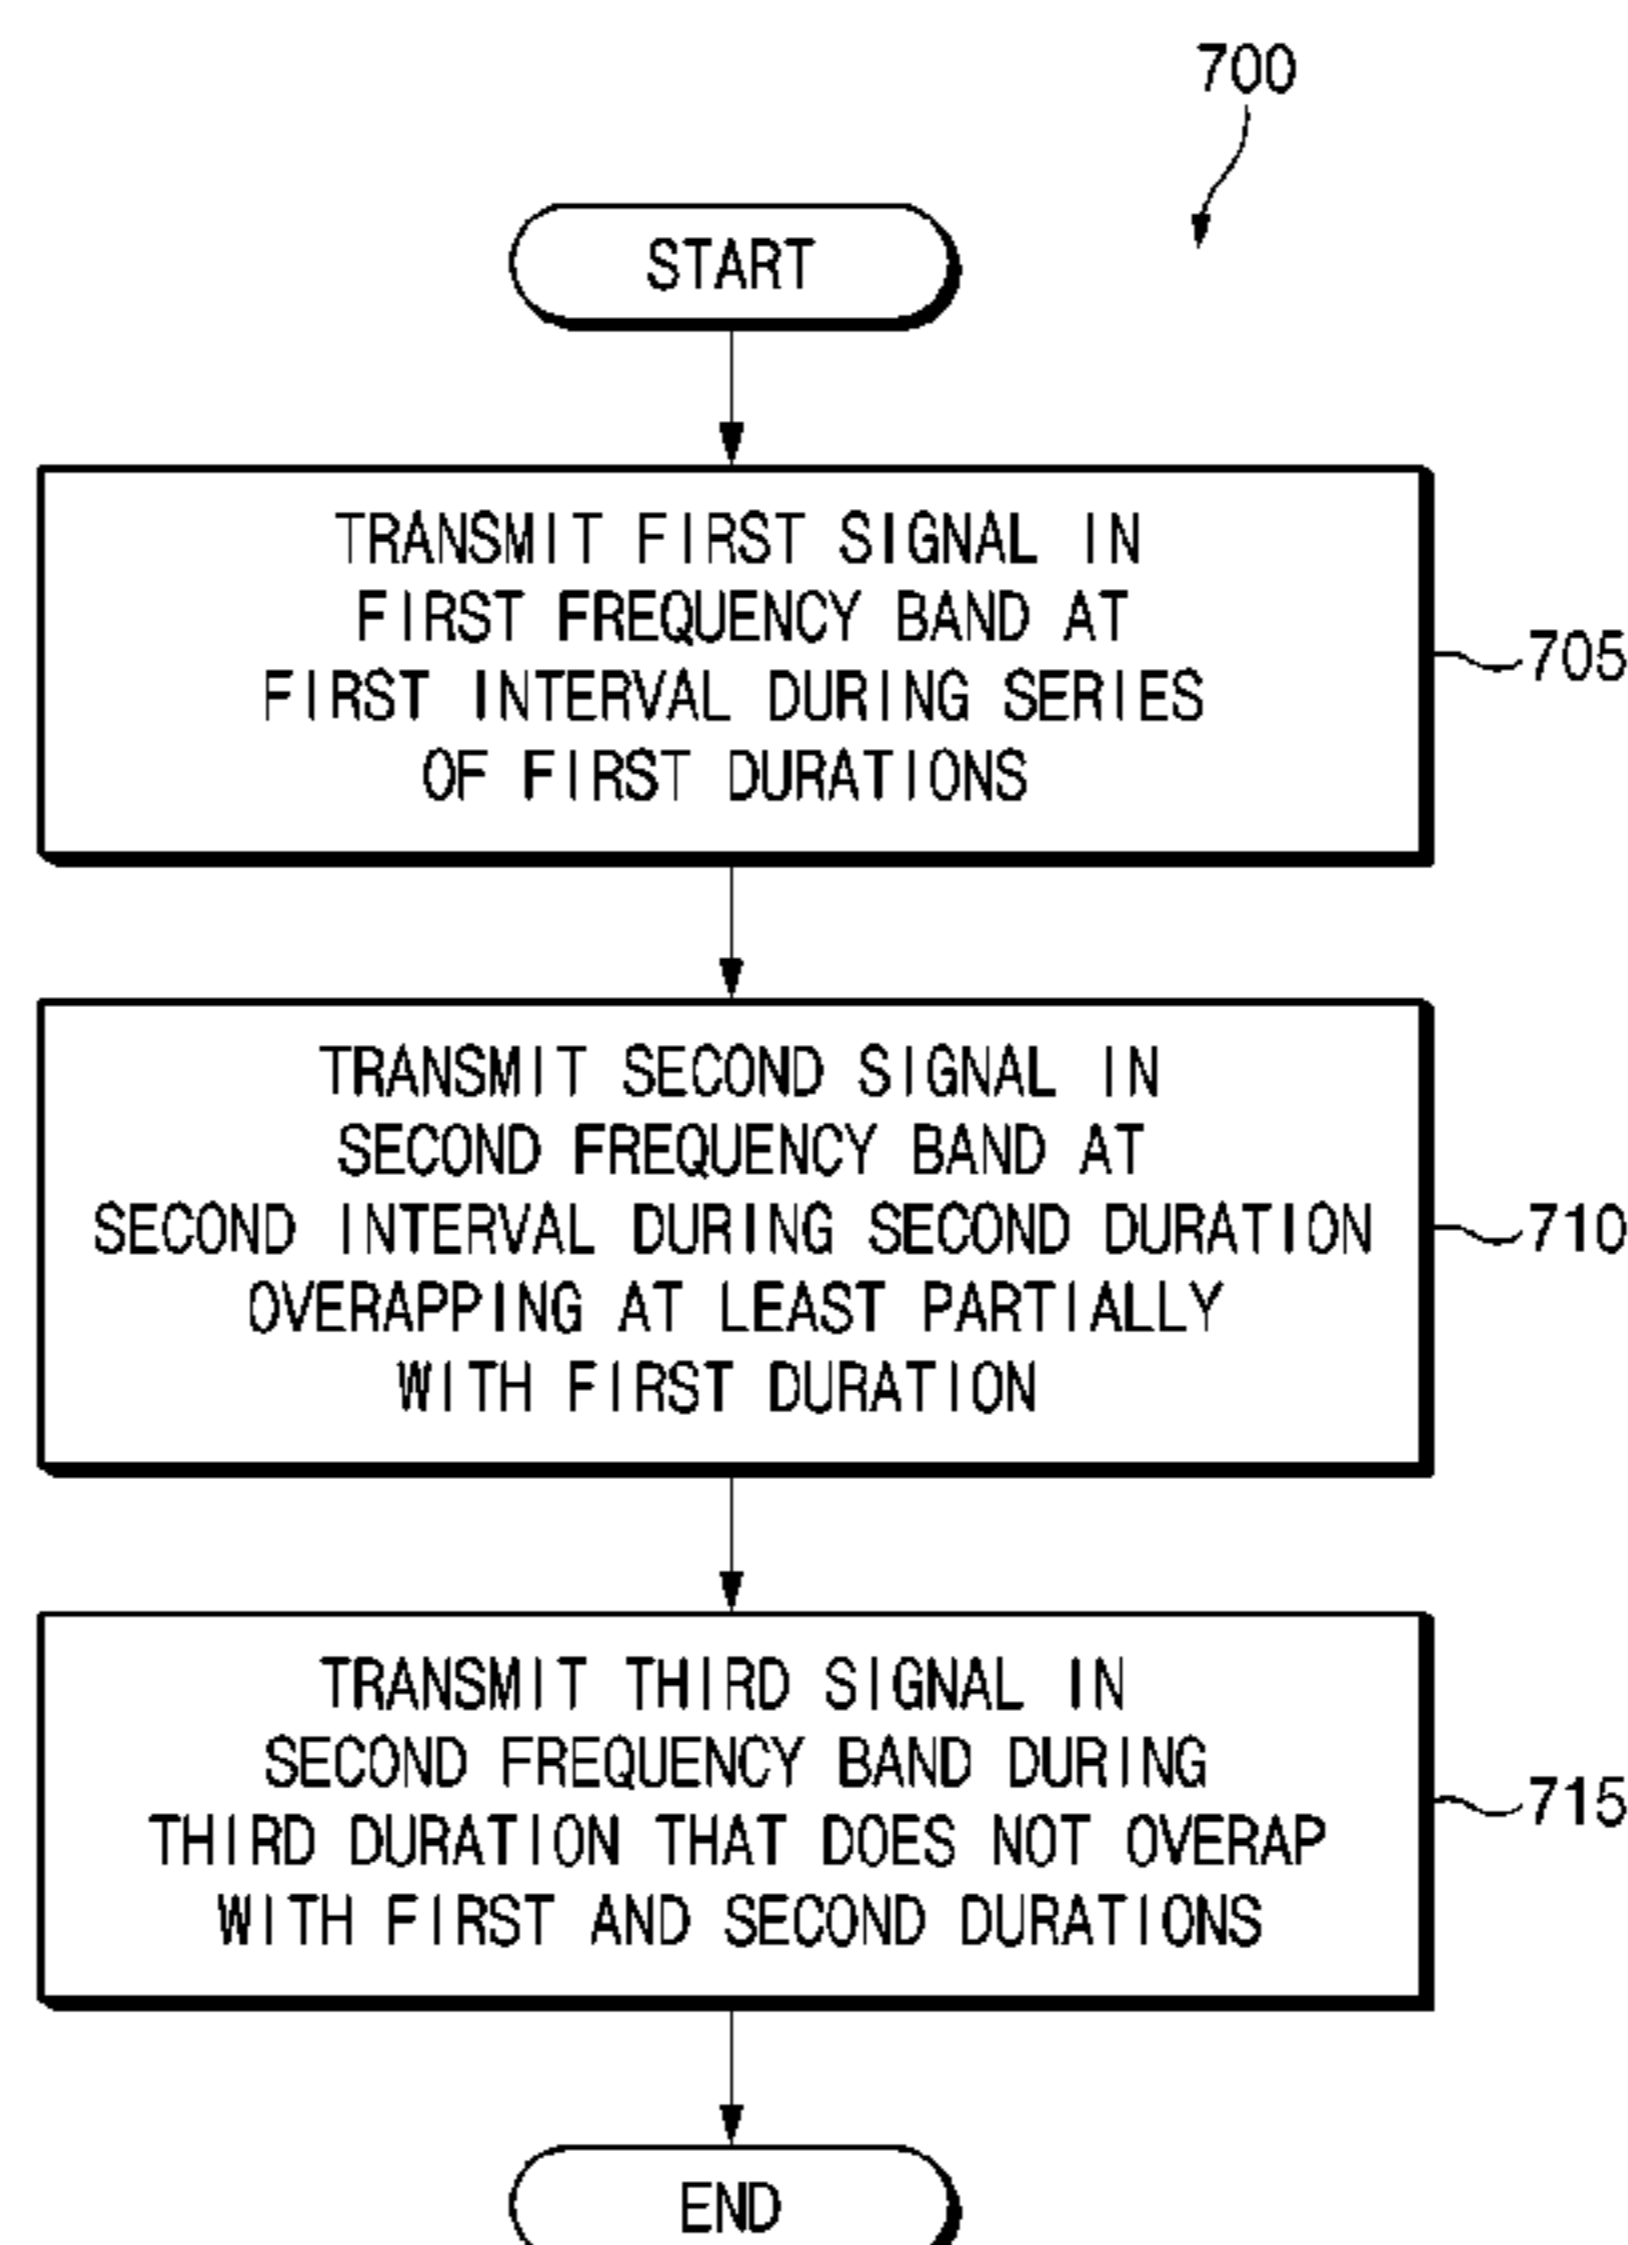 700
START
TRANSMIT FIRST SIGNAL IN
FIRST FREQUENCY BAND AT
FIRST INTERVAL DURING SERIES
OF FIRST DURATIONS
705
TRANSMIT SECOND SIGNAL IN
SECOND FREQUENCY BAND AT
SECOND INTERVAL DURING SECOND DURATION
OVERAPPING AT LEAST PARTIALLY
WITH FIRST DURATION
710
TRANSMIT THIRD SIGNAL IN
SECOND FREQUENCY BAND DURING
THIRD DURATION THAT DOES NOT OVERAP
WITH FIRST AND SECOND DURATIONS
715
END